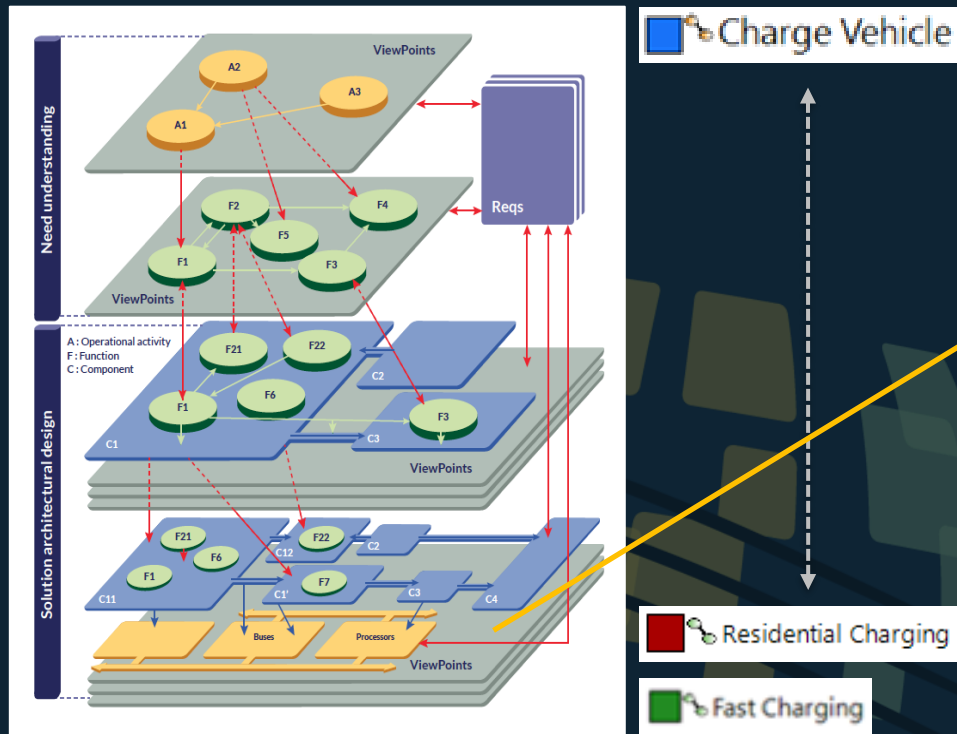 Need understanding
ViewPoints
A2
A3
A1
Reqs
F2
F4
F5
F1
F3
ViewPoints
Solution architectural design
A : Operational activity
F : Function
C : Component
F21
F22
C2
F6
F1
F3
C1
C3
ViewPoints
F21
F22
C2
F6
C12
F1
F7
C11
C1'
C3
C4
Buses
Processors
ViewPoints
Charge Vehicle
Residential Charging
Fast Charging